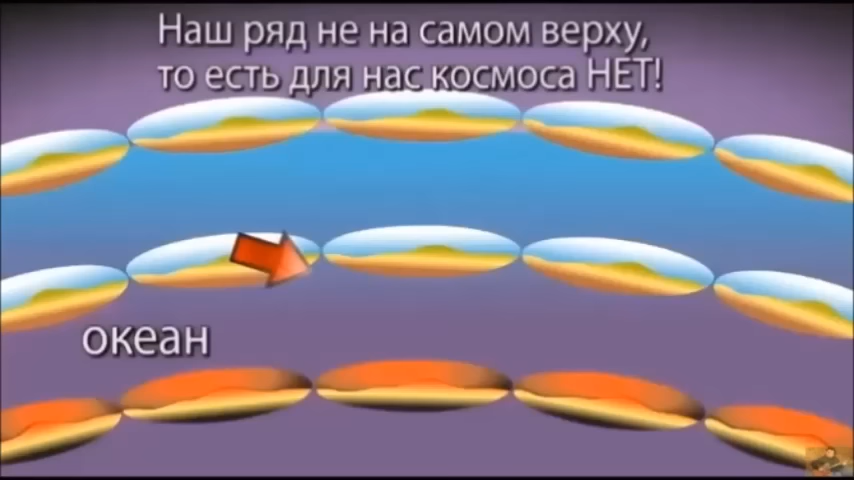 Наш ряд не на самом верху,
то есть для нас космоса НЕТ!
океан